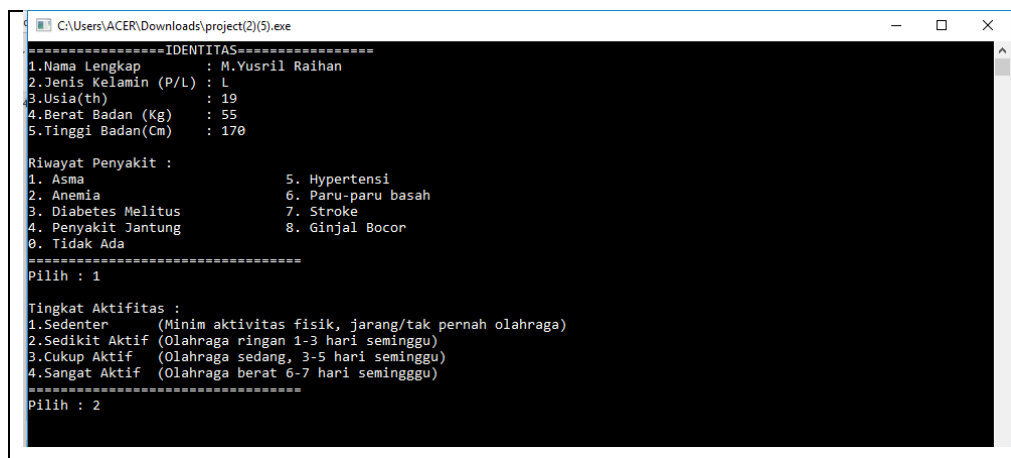 C:\Users\ACER\Downloads\project(2)(5).exe
=================IDENTITAS=================
1.Nama Lengkap        : M.Yusril Raihan
2.Jenis Kelamin (P/L) : L
3.Usia(th)            : 19
4.Berat Badan (Kg)    : 55
5.Tinggi Badan(Cm)    : 170
Riwayat Penyakit :
1. Asma                         5. Hypertensi
2. Anemia                       6. Paru-paru basah
3. Diabetes Melitus             7. Stroke
4. Penyakit Jantung             8. Ginjal Bocor
0. Tidak Ada
==================================
Pilih : 1
Tingkat Aktifitas :
1.Sedenter      (Minim aktivitas fisik, jarang/tak pernah olahraga)
2.Sedikit Aktif (Olahraga ringan 1-3 hari seminggu)
3.Cukup Aktif   (Olahraga sedang, 3-5 hari seminggu)
4.Sangat Aktif  (Olahraga berat 6-7 hari semingggu)
==================================
Pilih : 2